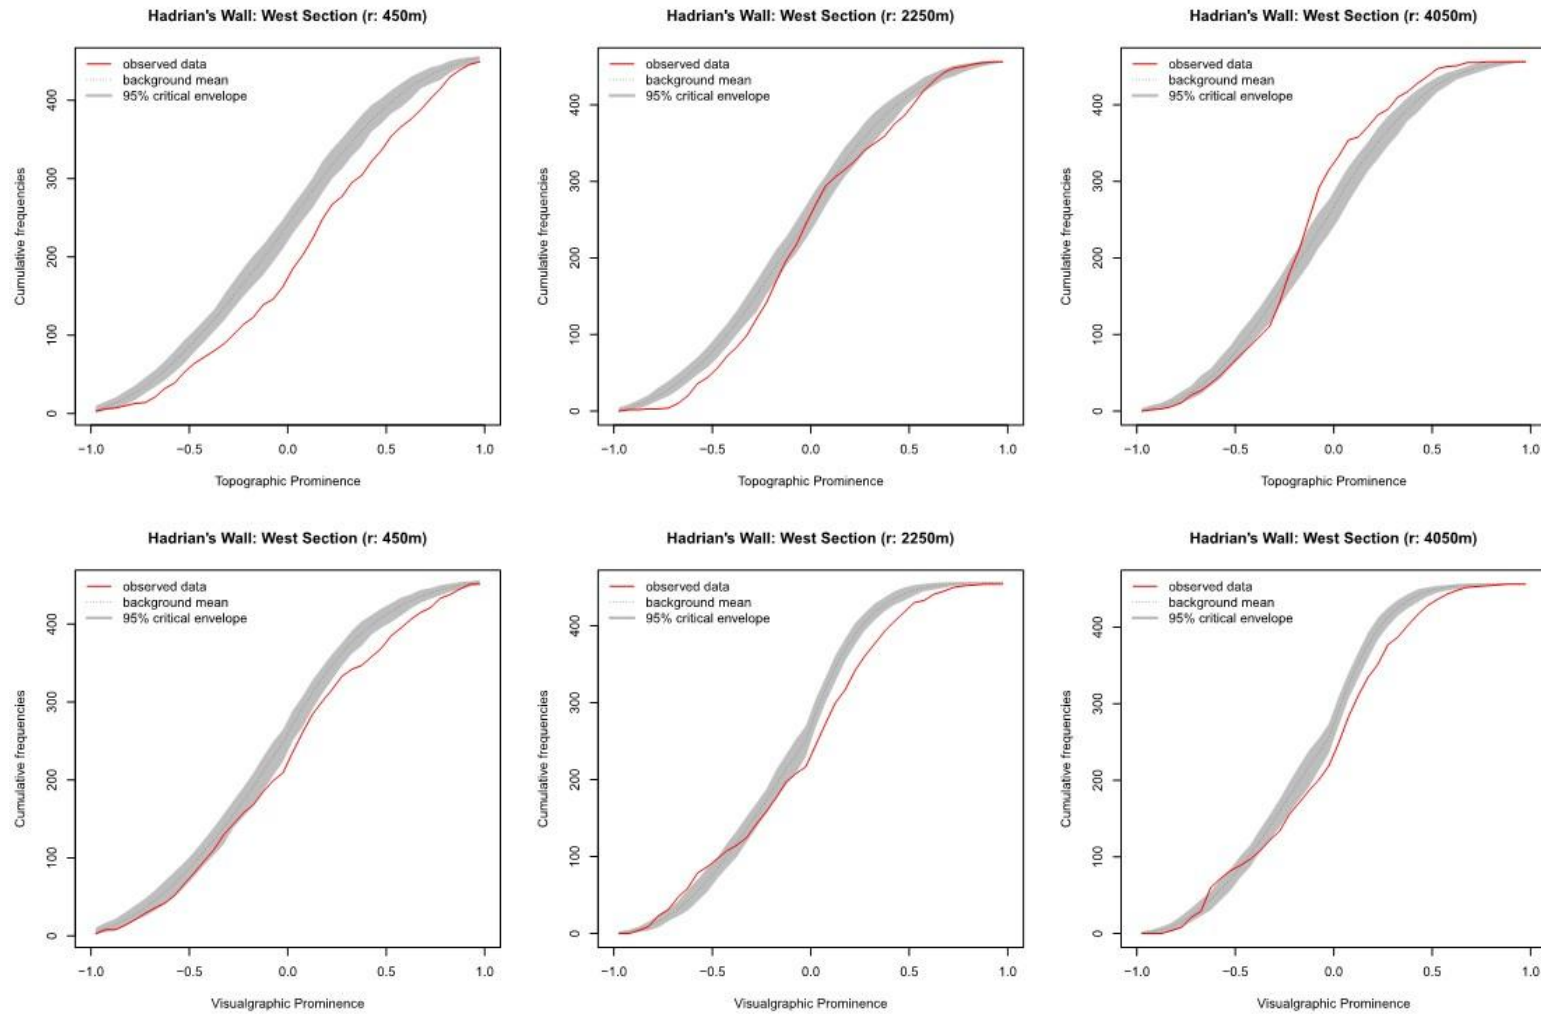 Hadrian's Wall: West Section (r: 450m)
observed data
background mean
95% critical envelope
Cumulative frequencies
400
300
200
100
0
−1.0 −0.5 0.0 0.5 1.0
Topographic Prominence
Hadrian's Wall: West Section (r: 2250m)
observed data
background mean
95% critical envelope
Cumulative frequencies
400
300
200
100
0
−1.0 −0.5 0.0 0.5 1.0
Topographic Prominence
Hadrian's Wall: West Section (r: 4050m)
observed data
background mean
95% critical envelope
Cumulative frequencies
400
300
200
100
0
−1.0 −0.5 0.0 0.5 1.0
Topographic Prominence
Hadrian's Wall: West Section (r: 450m)
observed data
background mean
95% critical envelope
Cumulative frequencies
400
300
200
100
0
−1.0 −0.5 0.0 0.5 1.0
Visualgraphic Prominence
Hadrian's Wall: West Section (r: 2250m)
observed data
background mean
95% critical envelope
Cumulative frequencies
400
300
200
100
0
−1.0 −0.5 0.0 0.5 1.0
Visualgraphic Prominence
Hadrian's Wall: West Section (r: 4050m)
observed data
background mean
95% critical envelope
Cumulative frequencies
400
300
200
100
0
−1.0 −0.5 0.0 0.5 1.0
Visualgraphic Prominence